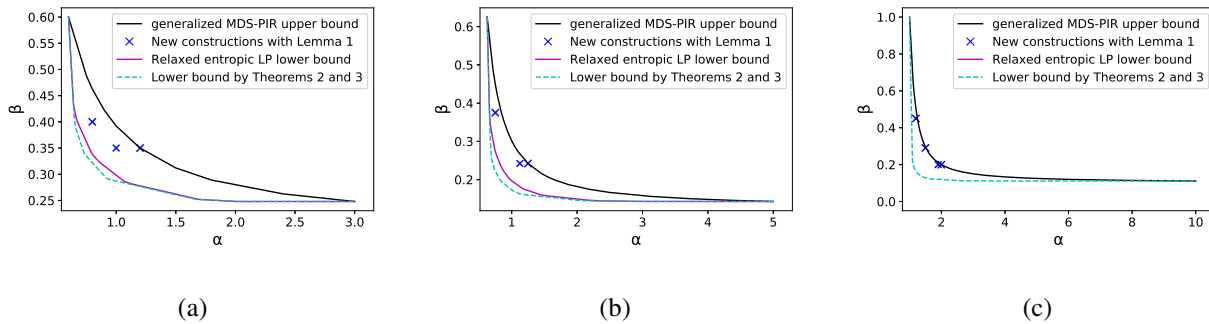 generalized MDS-PIR upper bound
New constructions with Lemma 1
Relaxed entropic LP lower bound
Lower bound by Theorems 2 and 3
0.60
0.55
0.50
0.45
0.40
0.35
0.30
0.25
β
1.0 1.5 2.0 2.5 3.0
α
(a)
generalized MDS-PIR upper bound
New constructions with Lemma 1
Relaxed entropic LP lower bound
Lower bound by Theorems 2 and 3
0.6
0.5
0.4
0.3
0.2
β
1 2 3 4 5
α
(b)
generalized MDS-PIR upper bound
New constructions with Lemma 1
Relaxed entropic LP lower bound
Lower bound by Theorems 2 and 3
1.0
0.8
0.6
0.4
0.2
0.0
β
2 4 6 8 10
α
(c)